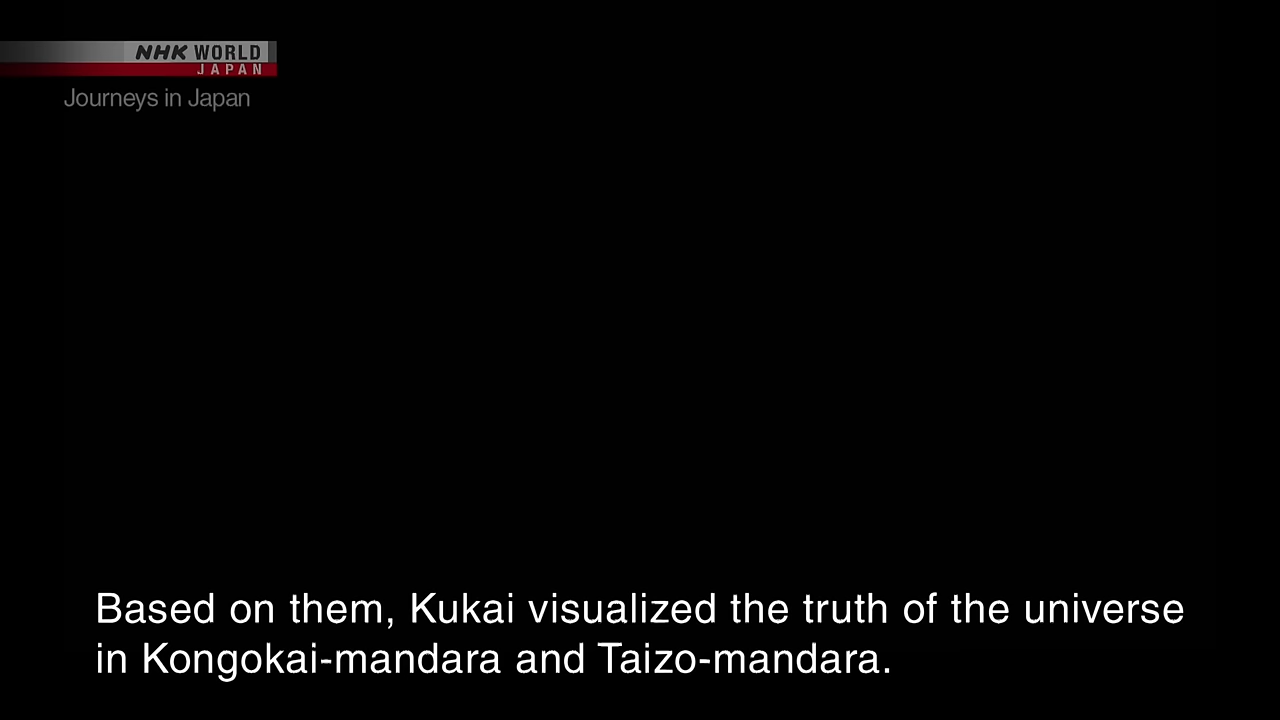 NHK WORLD
JAPAN
Journeys in Japan
Based on them, Kukai visualized the truth of the universe
in Kongokai-mandara and Taizo-mandara.